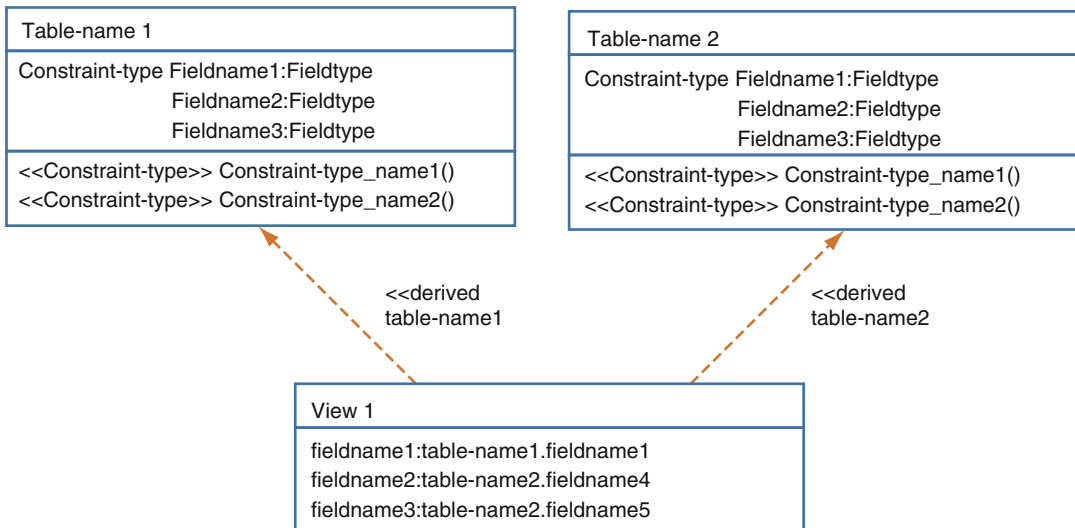 Table-name 1
Constraint-type Fieldname1:Fieldtype
Fieldname2:Fieldtype
Fieldname3:Fieldtype
<<Constraint-type>> Constraint-type_name1()
<<Constraint-type>> Constraint-type_name2()
Table-name 2
Constraint-type Fieldname1:Fieldtype
Fieldname2:Fieldtype
Fieldname3:Fieldtype
<<Constraint-type>> Constraint-type_name1()
<<Constraint-type>> Constraint-type_name2()
<<derived
table-name1
<<derived
table-name2
View 1
fieldname1:table-name1.fieldname1
fieldname2:table-name2.fieldname4
fieldname3:table-name2.fieldname5